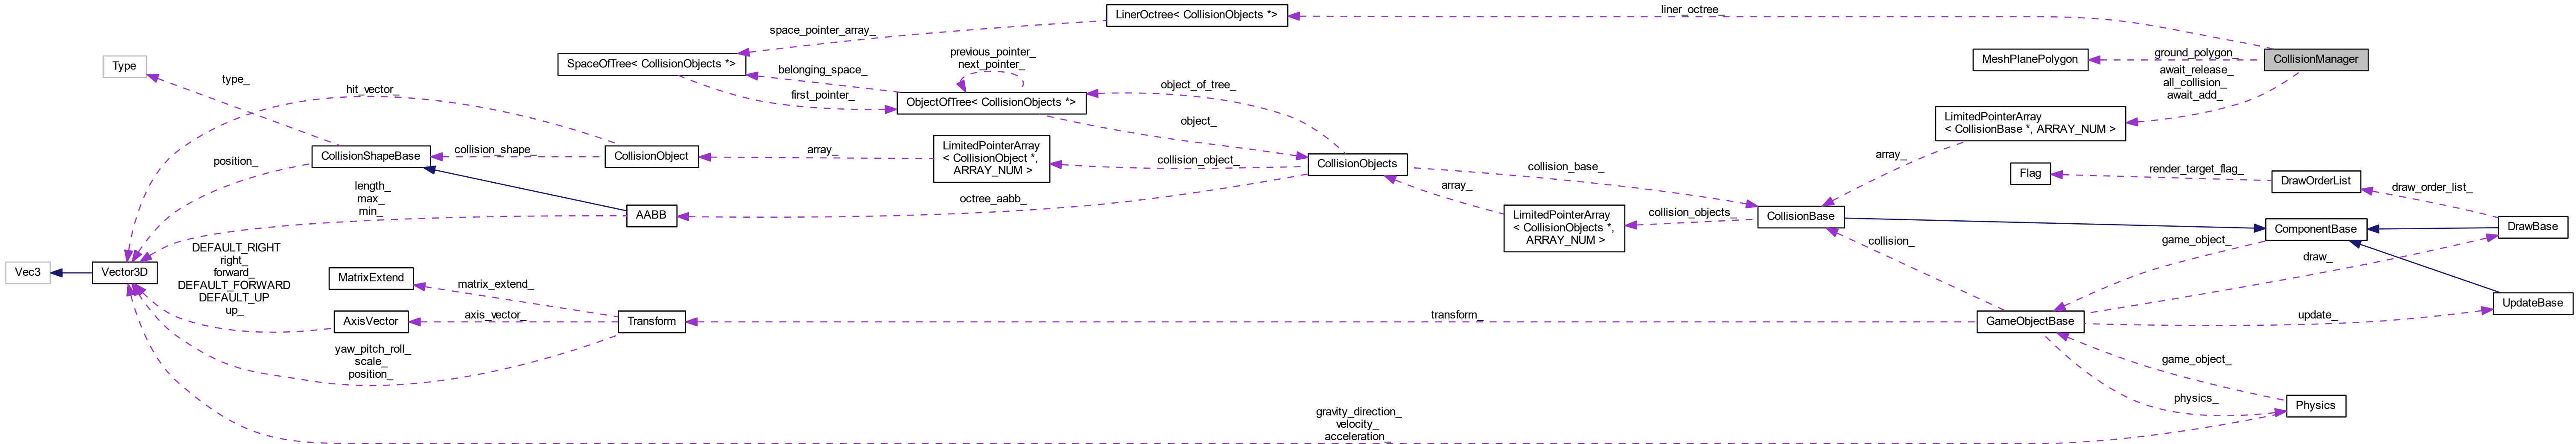 LinerOctree< CollisionObjects *>
liner_octree_
space_pointer_array_
previous_pointer_
next_pointer_
ground_polygon_
CollisionManager
MeshPlanePolygon
SpaceOfTree< CollisionObjects *>
Type
type_
belonging_space_
await_release_
all_collision_
await_add_
hit_vector_
first_pointer_
ObjectOfTree< CollisionObjects *>
object_of_tree_
object_
LimitedPointerArray
< CollisionBase *, ARRAY_NUM >
CollisionShapeBase
collision_shape_
CollisionObject
array_
LimitedPointerArray
< CollisionObject *,
ARRAY_NUM >
collision_object_
CollisionObjects
collision_base_
array_
position_
Flag
render_target_flag_
DrawOrderList
draw_order_list_
length_
max_
min_
AABB
octree_aabb_
array_
LimitedPointerArray
< CollisionObjects *,
ARRAY_NUM >
collision_objects_
CollisionBase
ComponentBase
DrawBase
DEFAULT_RIGHT
right_
forward_
DEFAULT_FORWARD
DEFAULT_UP
up_
collision_
game_object_
draw_
Vec3
Vector3D
MatrixExtend
matrix_extend_
UpdateBase
AxisVector
axis_vector_
Transform
transform_
GameObjectBase
update_
yaw_pitch_roll_
scale_
position_
game_object_
physics_
Physics
gravity_direction_
velocity_
acceleration_